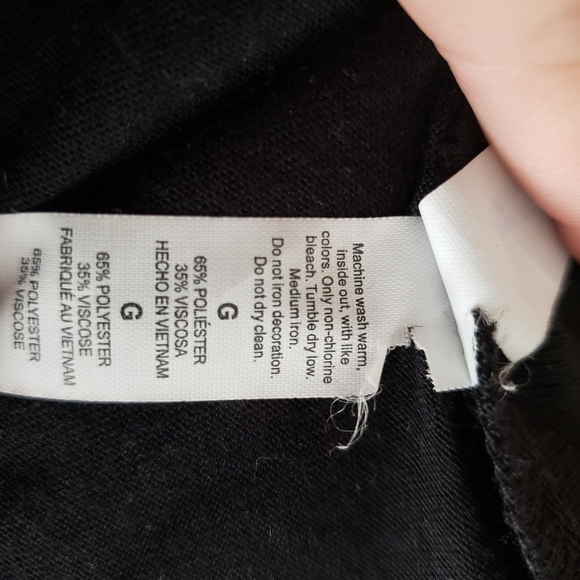 Machine wash warm,
inside out, with like
colors. Only non-chlorine
bleach. Tumble dry low.
Medium iron.
Do not iron decoration.
Do not dry clean.
G
65% POLIÉSTER
35% VISCOSA
HECHO EN VIETNAM
G
65% POLYESTER
35% VISCOSE
FABRIQUÉ AU VIETNAM
65% POLYESTER
35% VISCOSE